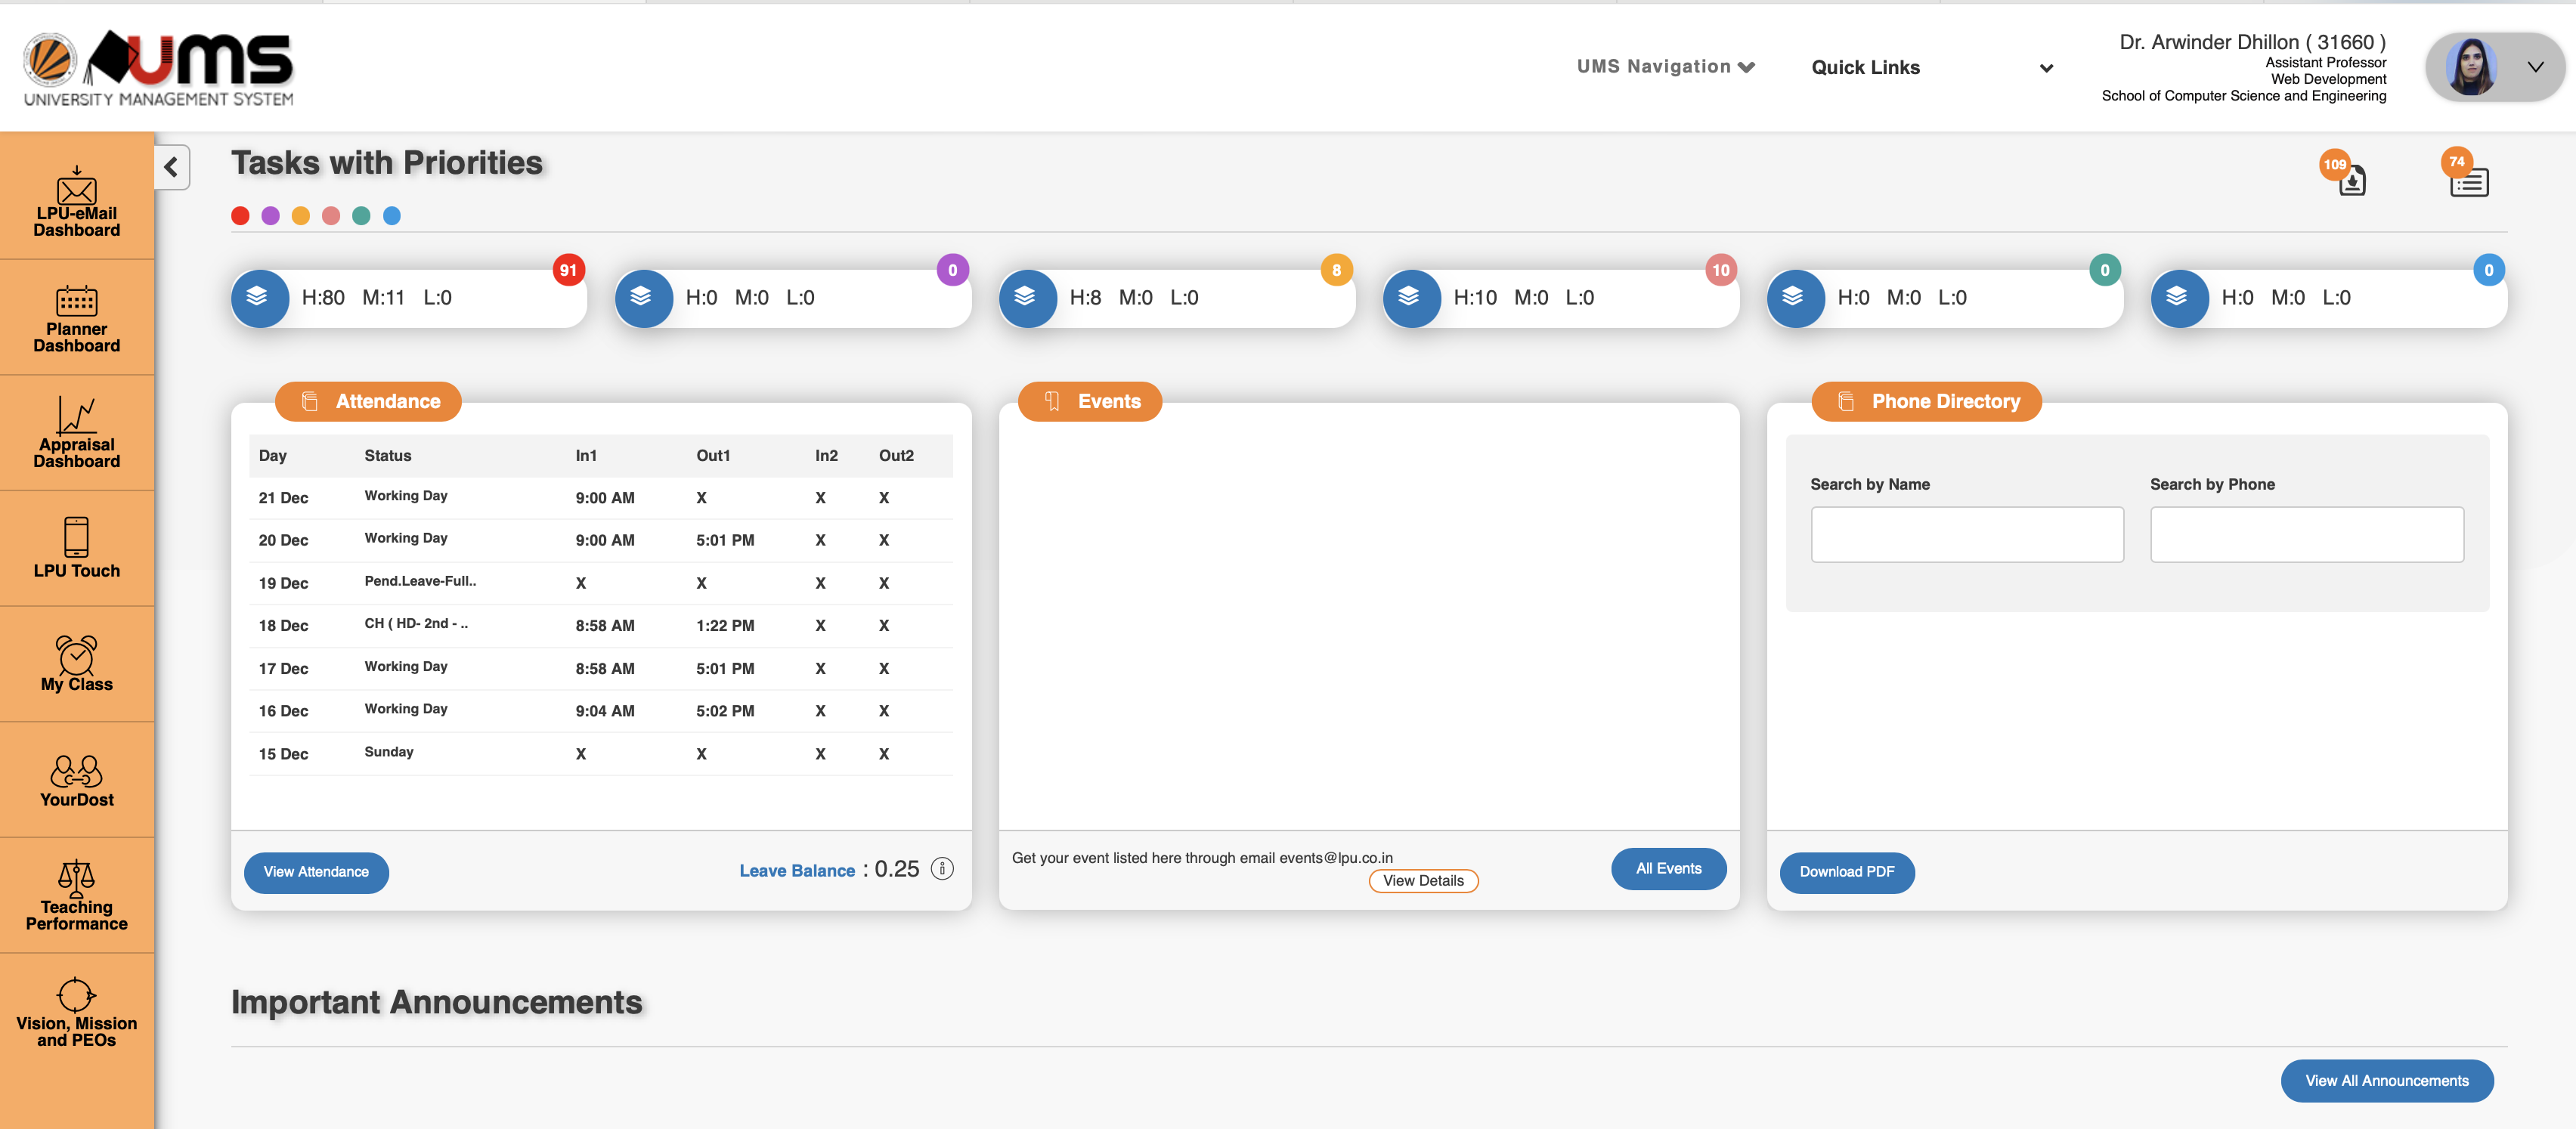 UMS
UNIVERSITY MANAGEMENT SYSTEM
UMS Navigation
Quick Links
Dr. Arwinder Dhillon ( 31660 )
Assistant Professor
Web Development
School of Computer Science and Engineering
LPU-eMail
Dashboard
Planner
Dashboard
Appraisal
Dashboard
LPU Touch
My Class
YourDost
Teaching
Performance
Vision, Mission
and PEOs
Tasks with Priorities
109
74
91
H:80 M:11 L:0
0
H:0 M:0 L:0
8
H:8 M:0 L:0
10
H:10 M:0 L:0
0
H:0 M:0 L:0
0
H:0 M:0 L:0
Attendance
Day Status In1 Out1 In2 Out2
21 Dec Working Day 9:00 AM X X X
20 Dec Working Day 9:00 AM 5:01 PM X X
19 Dec Pend.Leave-Full.. X X X X
18 Dec CH ( HD- 2nd - .. 8:58 AM 1:22 PM X X
17 Dec Working Day 8:58 AM 5:01 PM X X
16 Dec Working Day 9:04 AM 5:02 PM X X
15 Dec Sunday X X X X
View Attendance
Leave Balance : 0.25
Events
Get your event listed here through email events@lpu.co.in
View Details
All Events
Phone Directory
Search by Name
Search by Phone
Download PDF
Important Announcements
View All Announcements